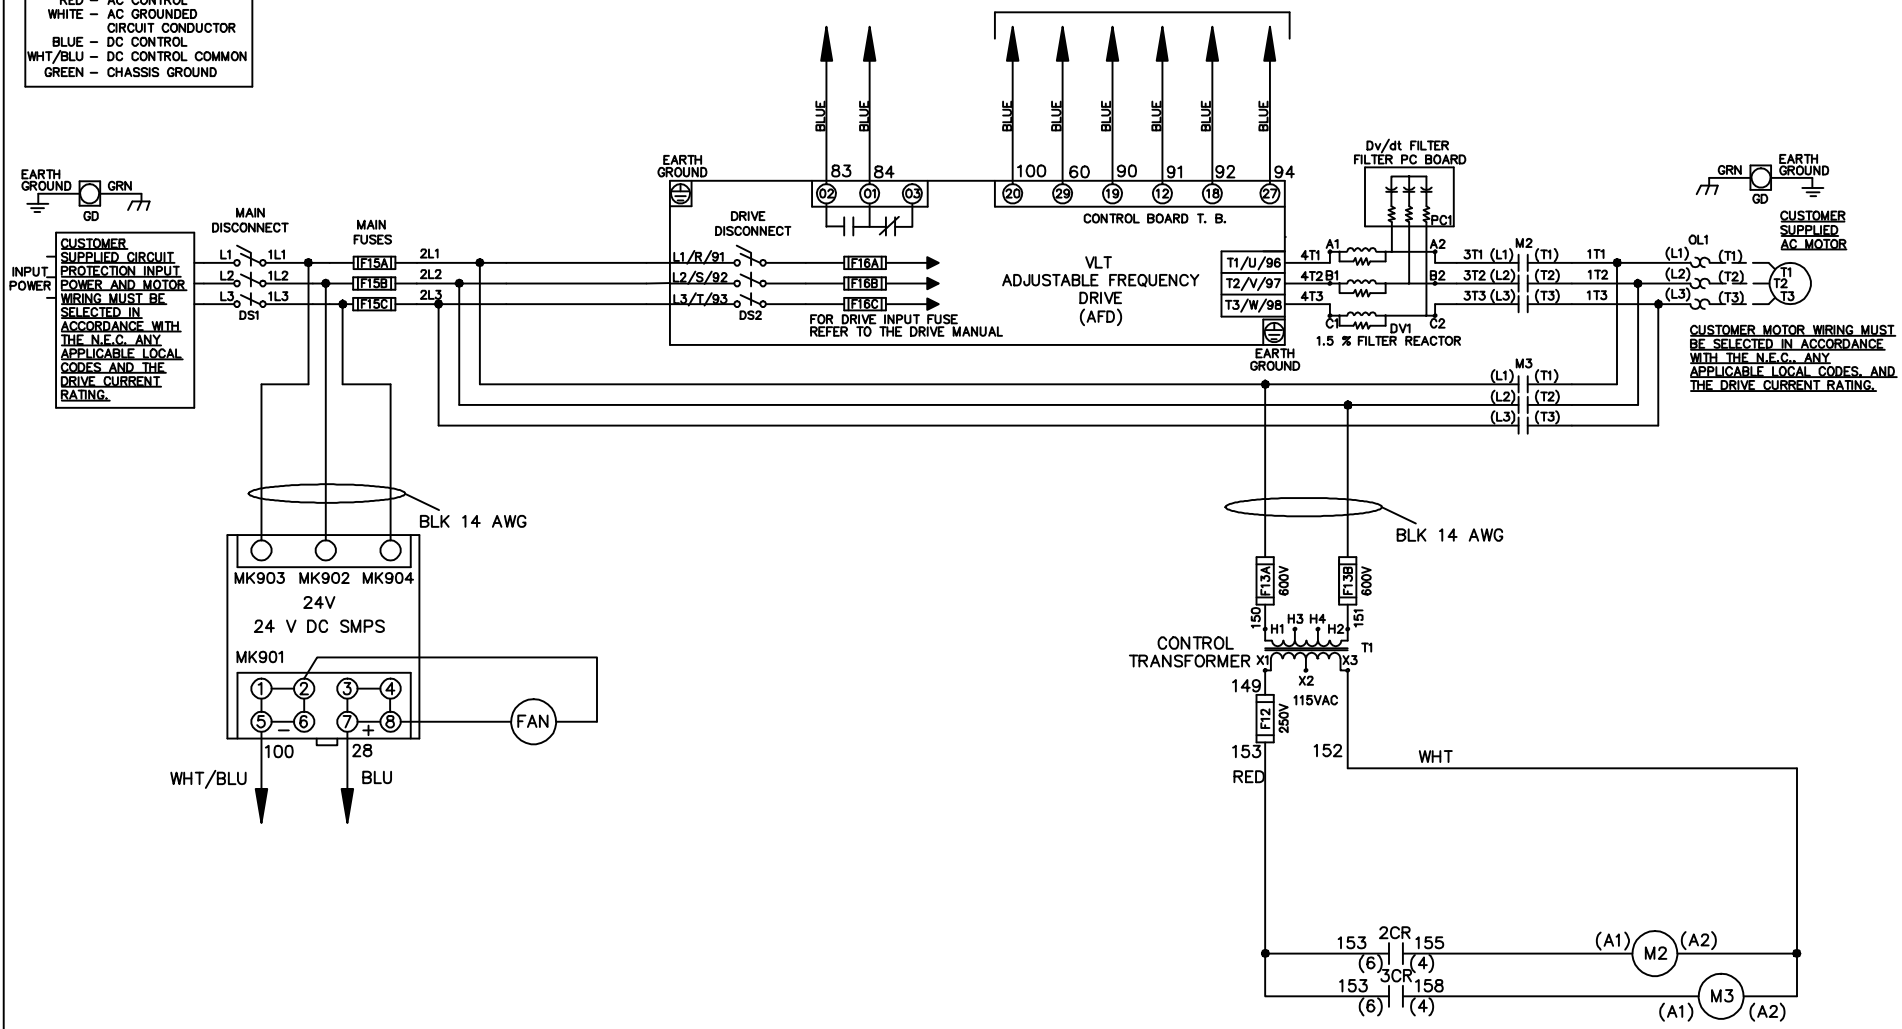 RED – AC CONTROL
WHITE – AC GROUNDED
CIRCUIT CONDUCTOR
BLUE – DC CONTROL
WHT/BLU – DC CONTROL COMMON
GREEN – CHASSIS GROUND
BLUE
BLUE
BLUE
BLUE
BLUE
BLUE
BLUE
BLUE
83
84
100
60
90
91
92
94
02
01
03
20
29
19
12
18
27
EARTH
GROUND
GRN
GD
CUSTOMER
SUPPLIED CIRCUIT
PROTECTION INPUT
POWER AND MOTOR
WIRING MUST BE
SELECTED IN
ACCORDANCE WITH
THE N.E.C. ANY
APPLICABLE LOCAL
CODES AND THE
DRIVE CURRENT
RATING.
INPUT
POWER
MAIN
DISCONNECT
L1
1L1
L2
1L2
L3
1L3
DS1
MAIN
FUSES
F15A
F15B
F15C
2L1
2L2
2L3
EARTH
GROUND
DRIVE
DISCONNECT
L1/R/91
L2/S/92
L3/T/93
DS2
F16A
F16B
F16C
FOR DRIVE INPUT FUSE
REFER TO THE DRIVE MANUAL
CONTROL BOARD T. B.
VLT
ADJUSTABLE FREQUENCY
DRIVE
(AFD)
T1/U/96
T2/V/97
T3/W/98
EARTH
GROUND
4T1
4T2
4T3
Dv/dt FILTER
FILTER PC BOARD
PC1
A1
A2
B1
B2
C1
C2
DV1
1.5 % FILTER REACTOR
M2
3T1 (L1) (T1) 1T1
3T2 (L2) (T2) 1T2
3T3 (L3) (T3) 1T3
OL1
(L1) (T1)
(L2) (T2)
(L3) (T3)
T1
T2
T3
GRN
EARTH
GROUND
GD
CUSTOMER
SUPPLIED
AC MOTOR
CUSTOMER MOTOR WIRING MUST
BE SELECTED IN ACCORDANCE
WITH THE N.E.C., ANY
APPLICABLE LOCAL CODES, AND
THE DRIVE CURRENT RATING.
M3
(L1) (T1)
(L2) (T2)
(L3) (T3)
BLK 14 AWG
MK903 MK902 MK904
24V
24 V DC SMPS
MK901
1
2
3
4
5
6
7
8
–
+
FAN
100
28
WHT/BLU
BLU
BLK 14 AWG
F13A
600V
F13B
600V
150
151
H1
H3
H4
H2
T1
CONTROL
TRANSFORMER
X1
X2
X3
115VAC
149
F12
250V
153
152
RED
WHT
2CR
153
155
(6)
(4)
(A1)
M2
(A2)
3CR
153
158
(6)
(4)
(A1)
M3
(A2)